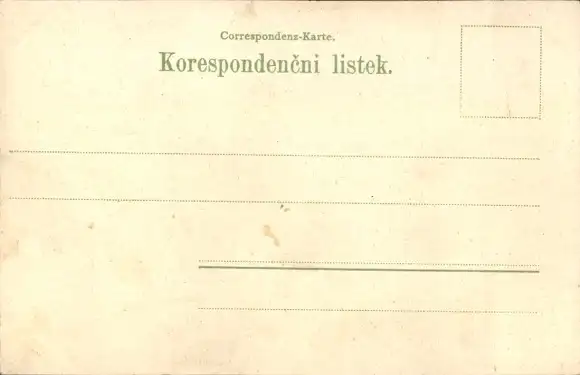 Correspondenz-Karte.
Korespondenčni listek.